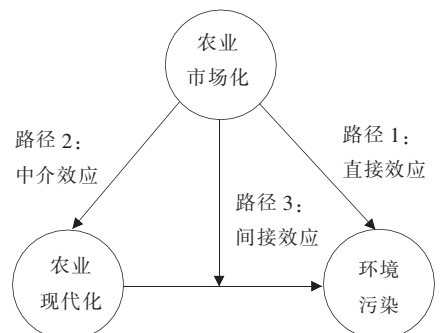 农业
市场化
路径 2:
中介效应
路径 1:
直接效应
路径 3:
间接效应
农业
现代化
环境
污染